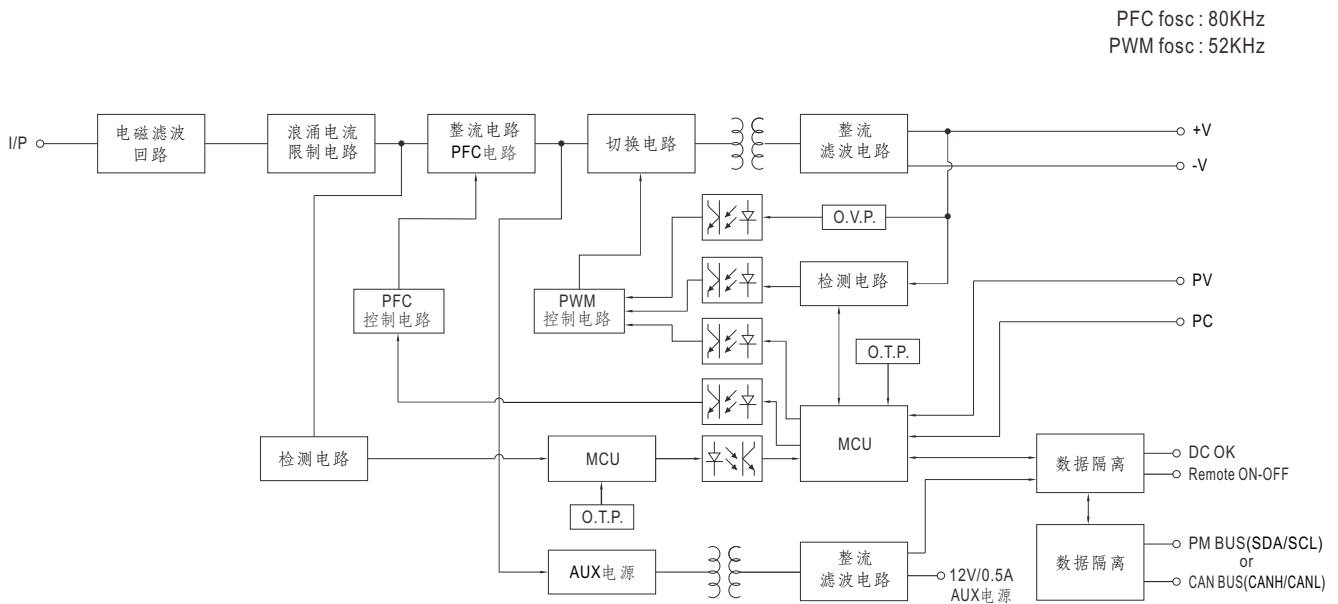 PFC fosc : 80KHz
PWM fosc : 52KHz
I/P
电磁滤波
回路
浪涌电流
限制电路
整流电路
PFC电路
切换电路
整流
滤波电路
+V
-V
O.V.P.
检测电路
PFC
控制电路
PWM
控制电路
PV
PC
O.T.P.
MCU
检测电路
MCU
O.T.P.
数据隔离
DC OK
Remote ON-OFF
AUX电源
整流
滤波电路
12V/0.5A
AUX电源
数据隔离
PM BUS(SDA/SCL)
or
CAN BUS(CANH/CANL)